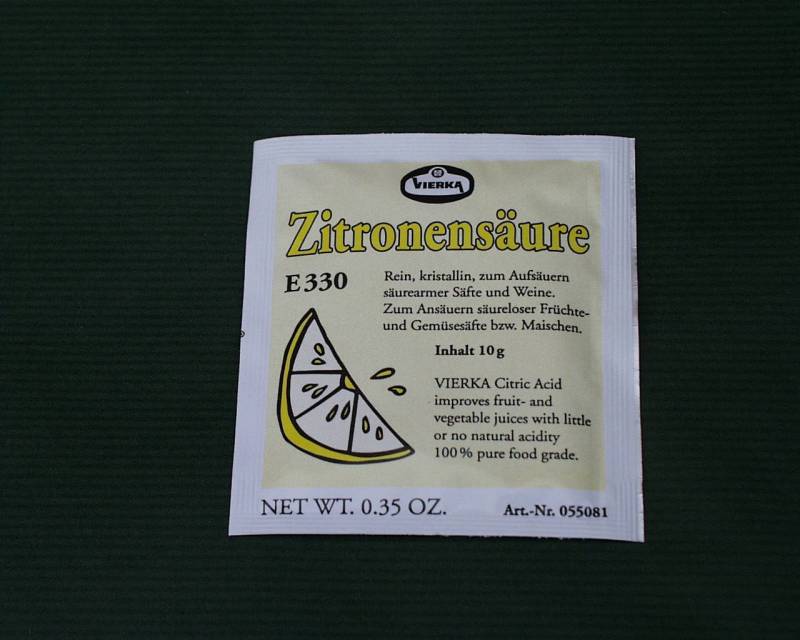 VIERKA
Zitronensäure
E 330
Rein, kristallin, zum Aufsäuern
säurearmer Säfte und Weine.
Zum Ansäuern säureloser Früchte-
und Gemüsesäfte bzw. Maischen.
Inhalt 10 g
VIERKA Citric Acid
improves fruit- and
vegetable juices with little
or no natural acidity
100 % pure food grade.
NET WT. 0.35 OZ.
Art.-Nr. 055081